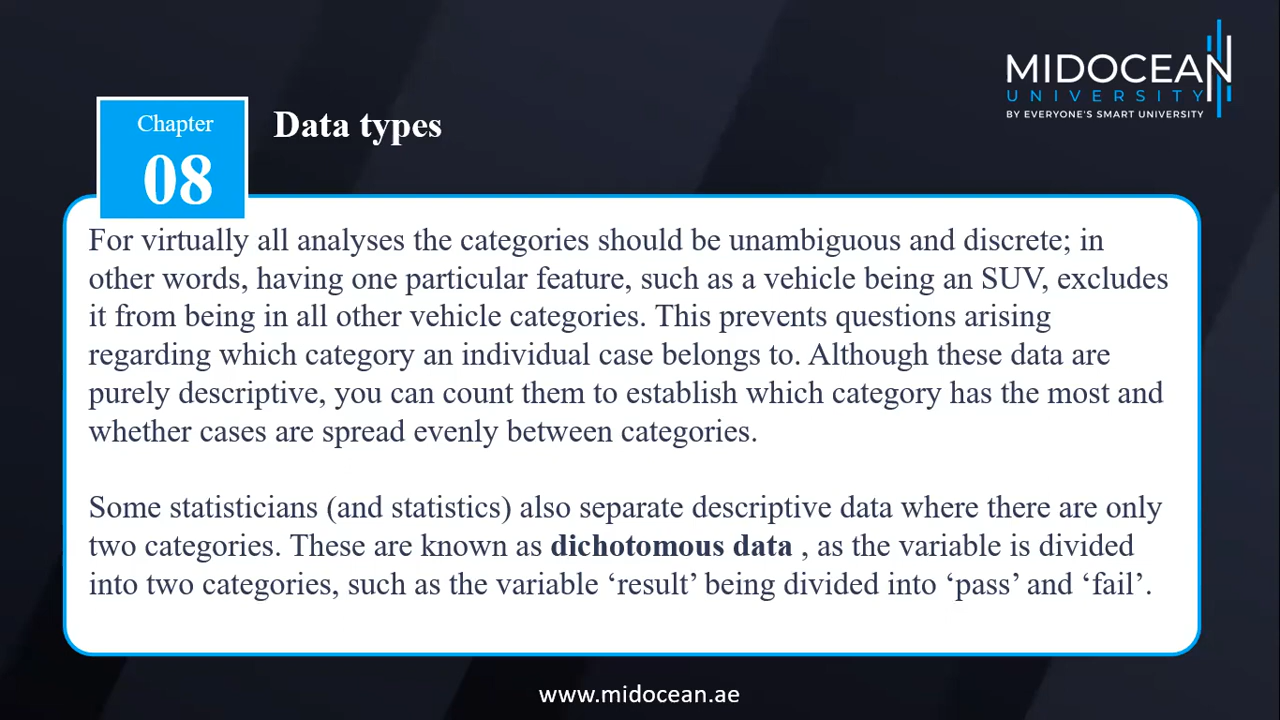 MIDOCEAN
UNIVERSITY
BY EVERYONE'S SMART UNIVERSITY
Chapter
08
Data types
For virtually all analyses the categories should be unambiguous and discrete; in
other words, having one particular feature, such as a vehicle being an SUV, excludes
it from being in all other vehicle categories. This prevents questions arising
regarding which category an individual case belongs to. Although these data are
purely descriptive, you can count them to establish which category has the most and
whether cases are spread evenly between categories.
Some statisticians (and statistics) also separate descriptive data where there are only
two categories. These are known as dichotomous data , as the variable is divided
into two categories, such as the variable ‘result’ being divided into ‘pass’ and ‘fail’.
www.midocean.ae